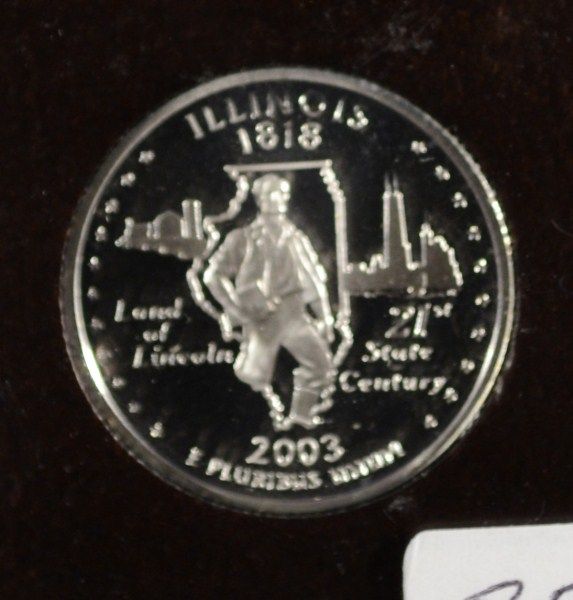 ILLINOIS
1818
Land
of
Lincoln
21st
State
Century
2003
E PLURIBUS UNUM